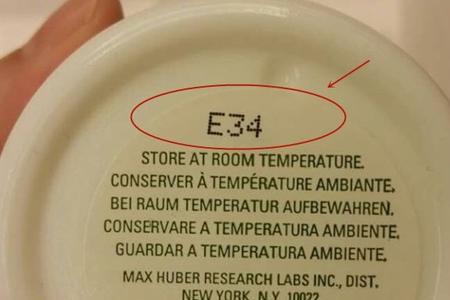 E34
STORE AT ROOM TEMPERATURE.
CONSERVER À TEMPÉRATURE AMBIANTE.
BEI RAUM TEMPERATUR AUFBEWAHREN.
CONSERVARE A TEMPERATURA AMBIENTE.
GUARDAR A TEMPERATURA AMBIENTE.
MAX HUBER RESEARCH LABS INC., DIST.
NEW YORK, N.Y. 10022